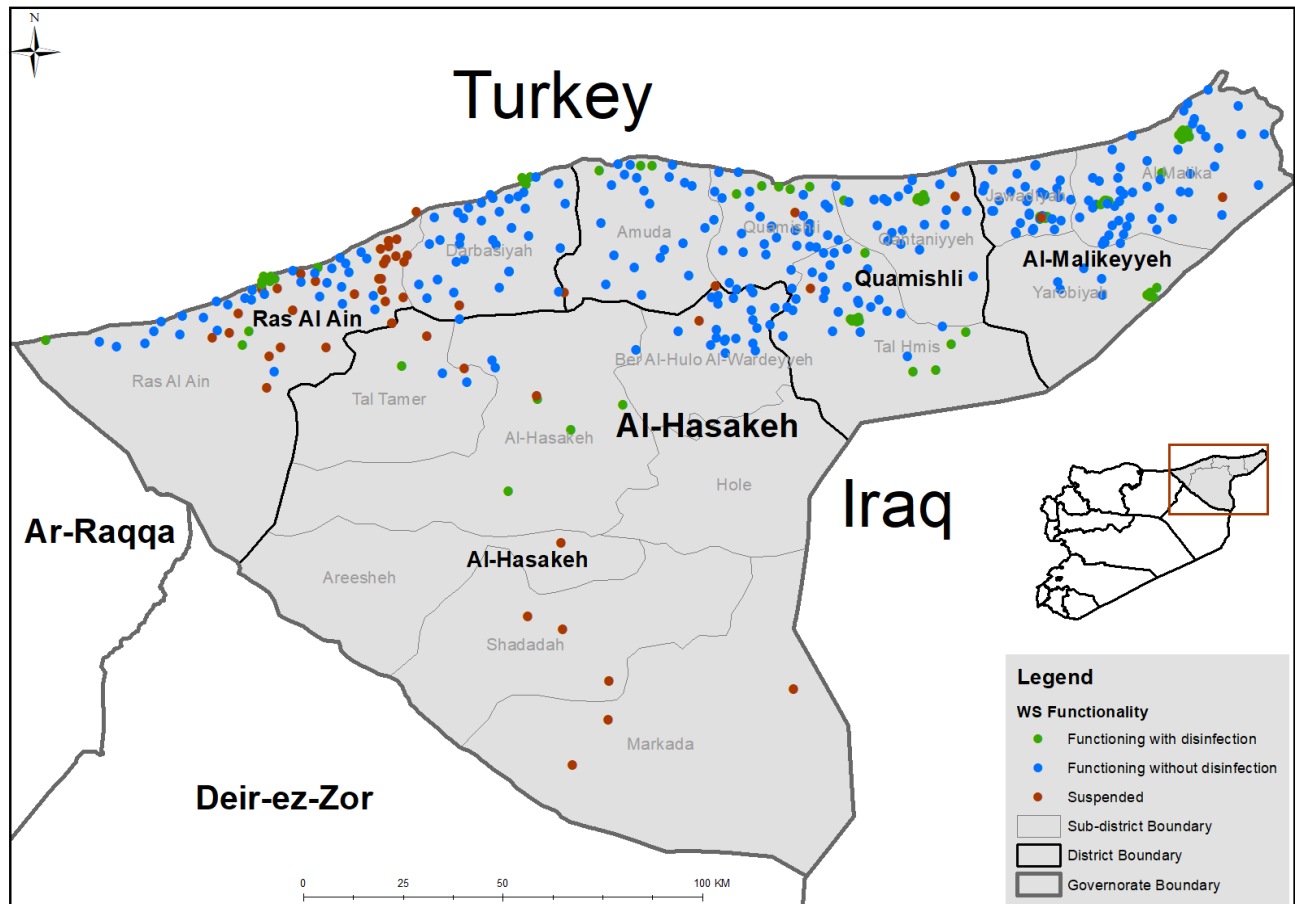 N
Turkey
Al Malika
Jawadiyah
Darbasiyah
Amuda
Quamishli
Qahtaniyyeh
Al-Malikeyyeh
Quamishli
Yarobiyah
Ras Al Ain
Tal Hmis
Ber Al-Hulo Al-Wardeyyeh
Ras Al Ain
Tal Tamer
Al-Hasakeh
Al-Hasakeh
Hole
Iraq
Ar-Raqqa
Al-Hasakeh
Areesheh
Shadadah
Markada
Deir-ez-Zor
Legend
WS Functionality
Functioning with disinfection
Functioning without disinfection
Suspended
Sub-district Boundary
District Boundary
Governorate Boundary
0 25 50 100 KM